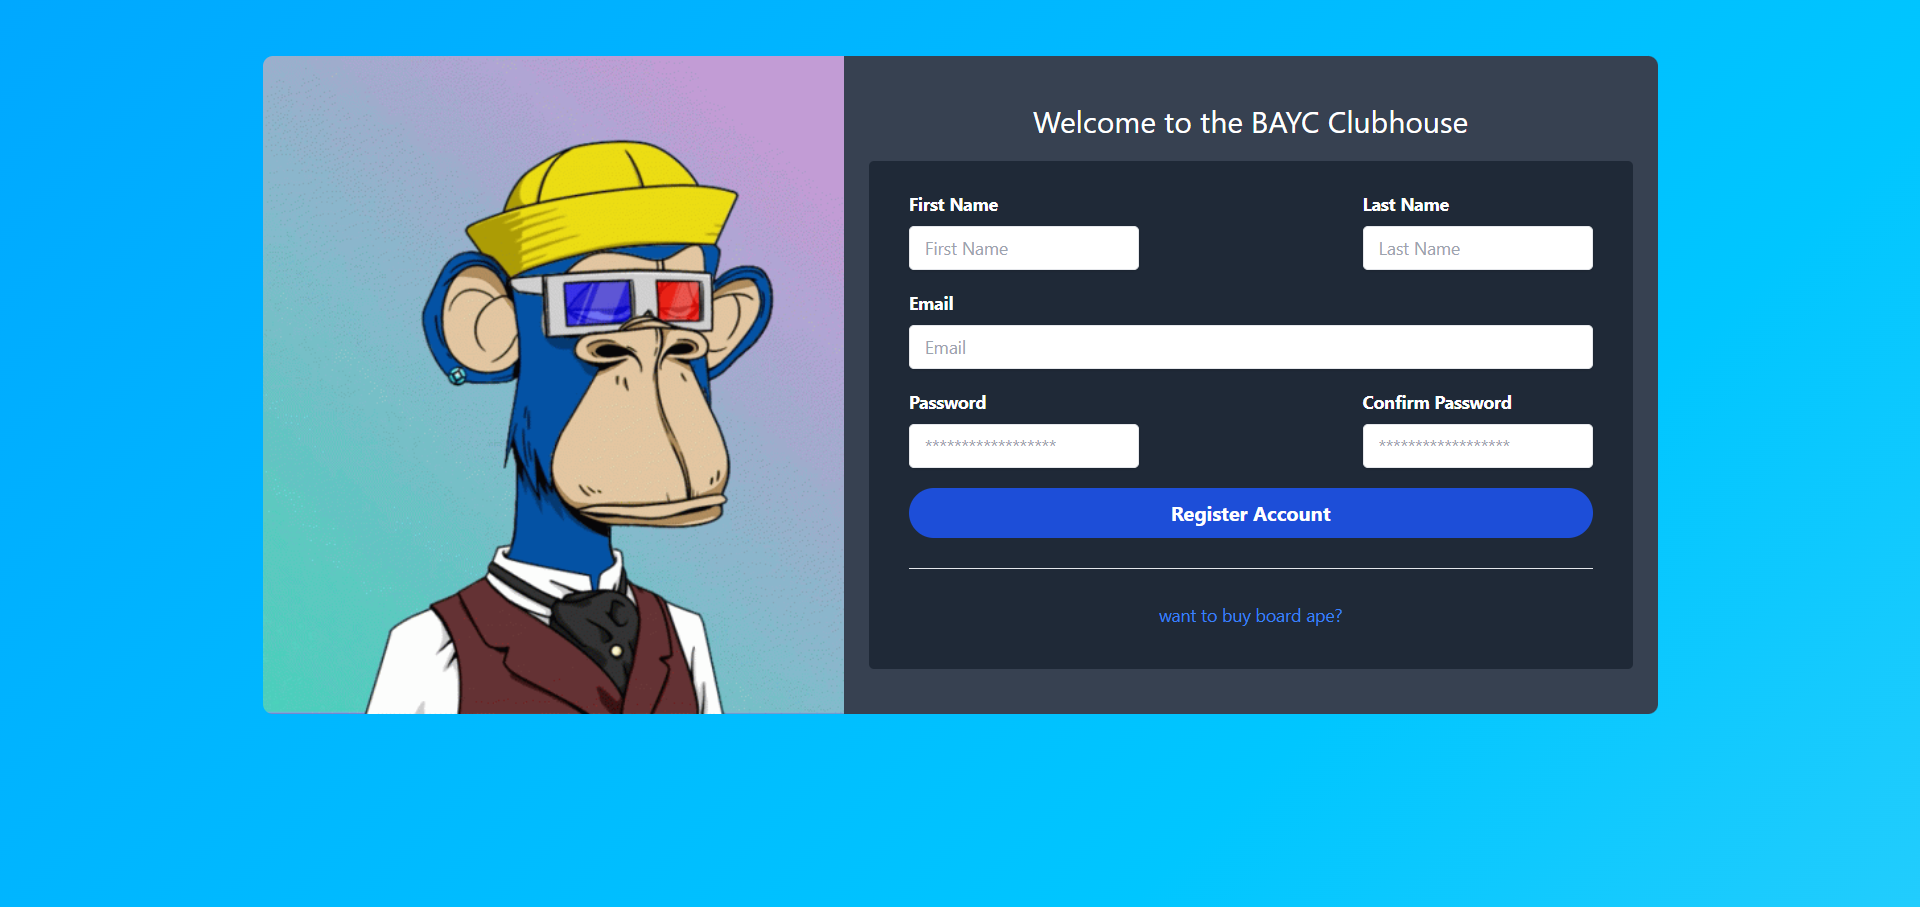 Welcome to the BAYC Clubhouse
First Name Last Name
First Name Last Name
Email
Email
Password Confirm Password
****************** ******************
Register Account
want to buy board ape?